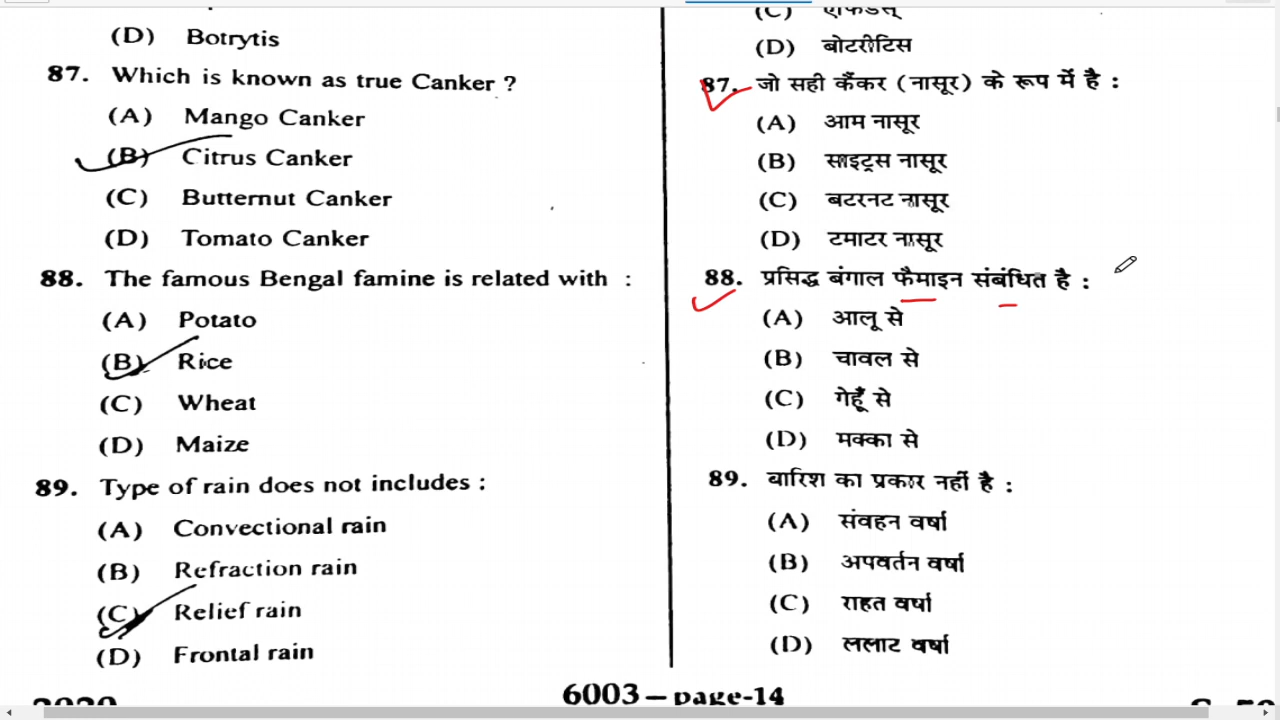 (D) Botrytis
87. Which is known as true Canker ?
(A) Mango Canker
(B) Citrus Canker
(C) Butternut Canker
(D) Tomato Canker
88. The famous Bengal famine is related with :
(A) Potato
(B) Rice
(C) Wheat
(D) Maize
89. Type of rain does not includes :
(A) Convectional rain
(B) Refraction rain
(C) Relief rain
(D) Frontal rain
(C)
(D) बोटरीटिस
87. जो सही कैंकर (नासूर) के रूप में है :
(A) आम नासूर
(B) साइट्रस नासूर
(C) बटरनट नासूर
(D) टमाटर नासूर
88. प्रसिद्ध बंगाल फैमाइन संबंधित है :
(A) आलू से
(B) चावल से
(C) गेहूँ से
(D) मक्का से
89. बारिश का प्रकार नहीं है :
(A) संवहन वर्षा
(B) अपवर्तन वर्षा
(C) राहत वर्षा
(D) ललाट वर्षा
6003 – page-14